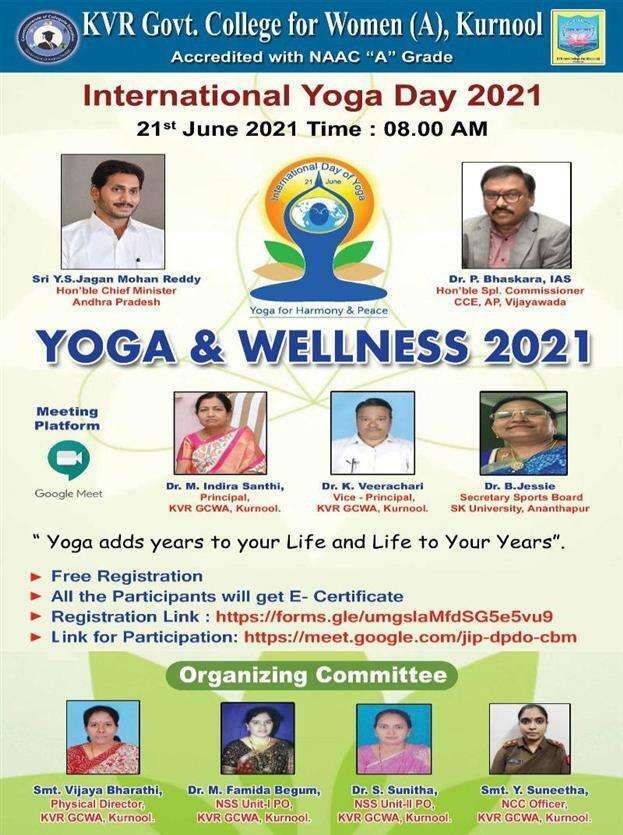 KVR Govt. College for Women (A), Kurnool
Accredited with NAAC “A” Grade
International Yoga Day 2021
21st June 2021 Time : 08.00 AM
International Day of Yoga
21 June
Yoga for Harmony & Peace
Sri Y.S.Jagan Mohan Reddy
Hon'ble Chief Minister
Andhra Pradesh
Dr. P. Bhaskara, IAS
Hon'ble Spl. Commissioner
CCE, AP, Vijayawada
YOGA & WELLNESS 2021
Meeting
Platform
Google Meet
Dr. M. Indira Santhi,
Principal,
KVR GCWA, Kurnool.
Dr. K. Veerachari
Vice - Principal,
KVR GCWA, Kurnool.
Dr. B.Jessie
Secretary Sports Board
SK University, Ananthapur
“ Yoga adds years to your Life and Life to Your Years”.
Free Registration
All the Participants will get E- Certificate
Registration Link : https://forms.gle/umgslaMfdSG5e5vu9
Link for Participation: https://meet.google.com/jip-dpdo-cbm
Organizing Committee
Smt. Vijaya Bharathi,
Physical Director,
KVR GCWA, Kurnool.
Dr. M. Famida Begum,
NSS Unit-I PO,
KVR GCWA, Kurnool.
Dr. S. Sunitha,
NSS Unit-II PO,
KVR GCWA, Kurnool.
Smt. Y. Suneetha,
NCC Officer,
KVR GCWA, Kurnool.